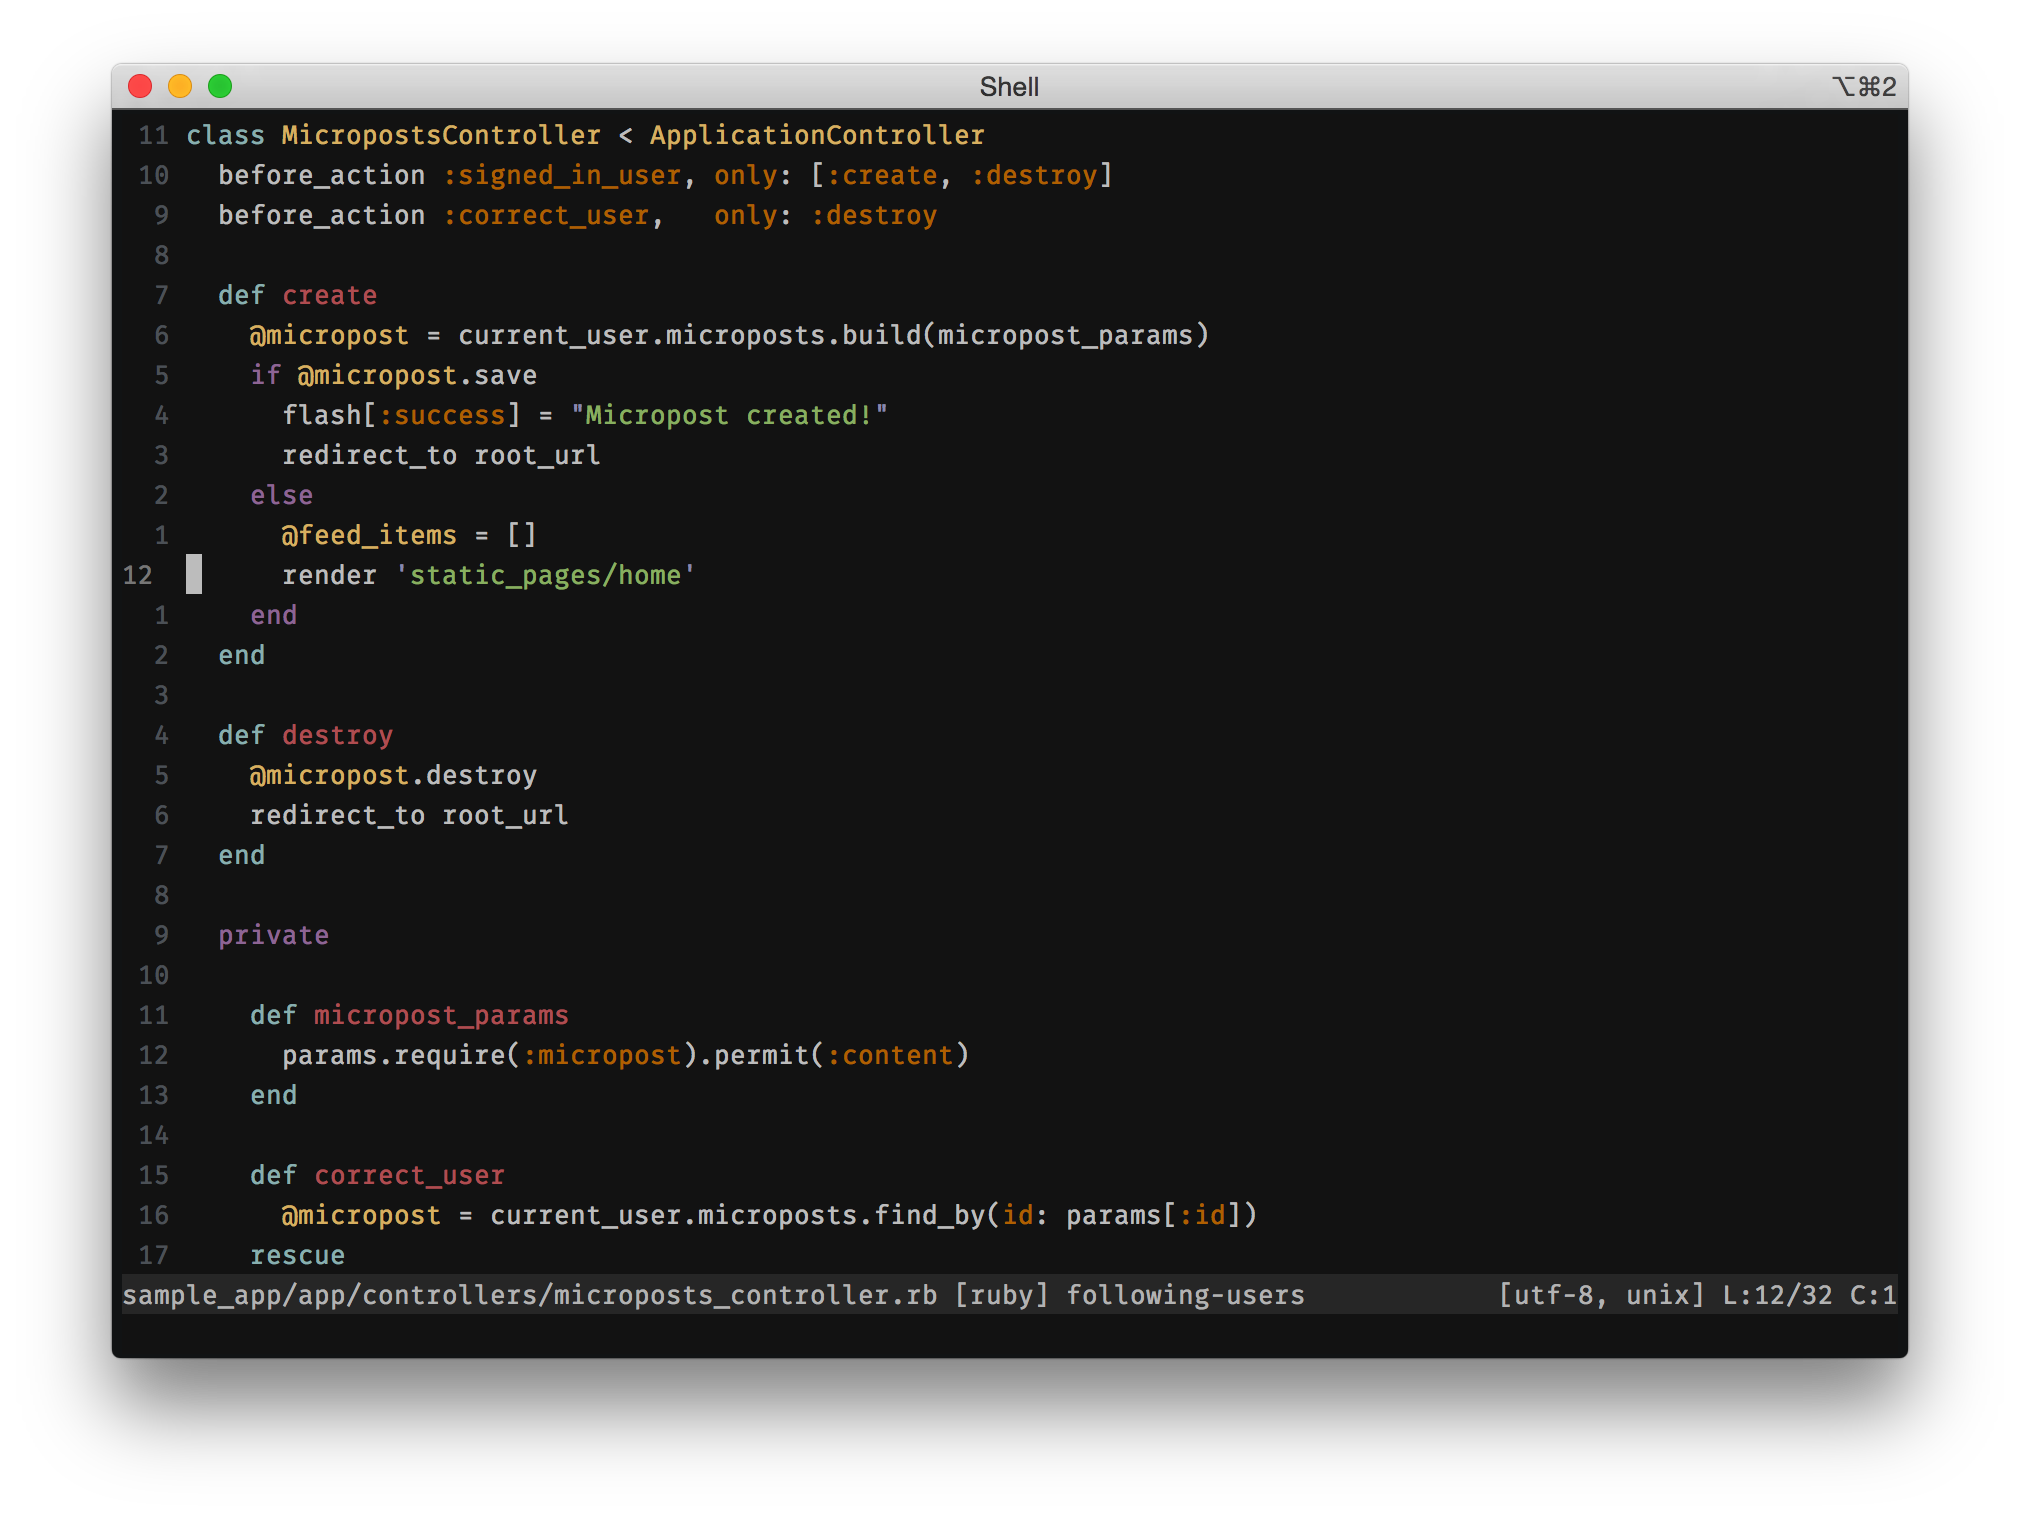 Shell ⌥⌘2
11 class MicropostsController < ApplicationController
10   before_action :signed_in_user, only: [:create, :destroy]
 9   before_action :correct_user,   only: :destroy
 8
 7   def create
 6     @micropost = current_user.microposts.build(micropost_params)
 5     if @micropost.save
 4       flash[:success] = "Micropost created!"
 3       redirect_to root_url
 2     else
 1       @feed_items = []
12       render 'static_pages/home'
 1     end
 2   end
 3
 4   def destroy
 5     @micropost.destroy
 6     redirect_to root_url
 7   end
 8
 9   private
10
11     def micropost_params
12       params.require(:micropost).permit(:content)
13     end
14
15     def correct_user
16       @micropost = current_user.microposts.find_by(id: params[:id])
17     rescue
sample_app/app/controllers/microposts_controller.rb [ruby] following-users [utf-8, unix] L:12/32 C:1